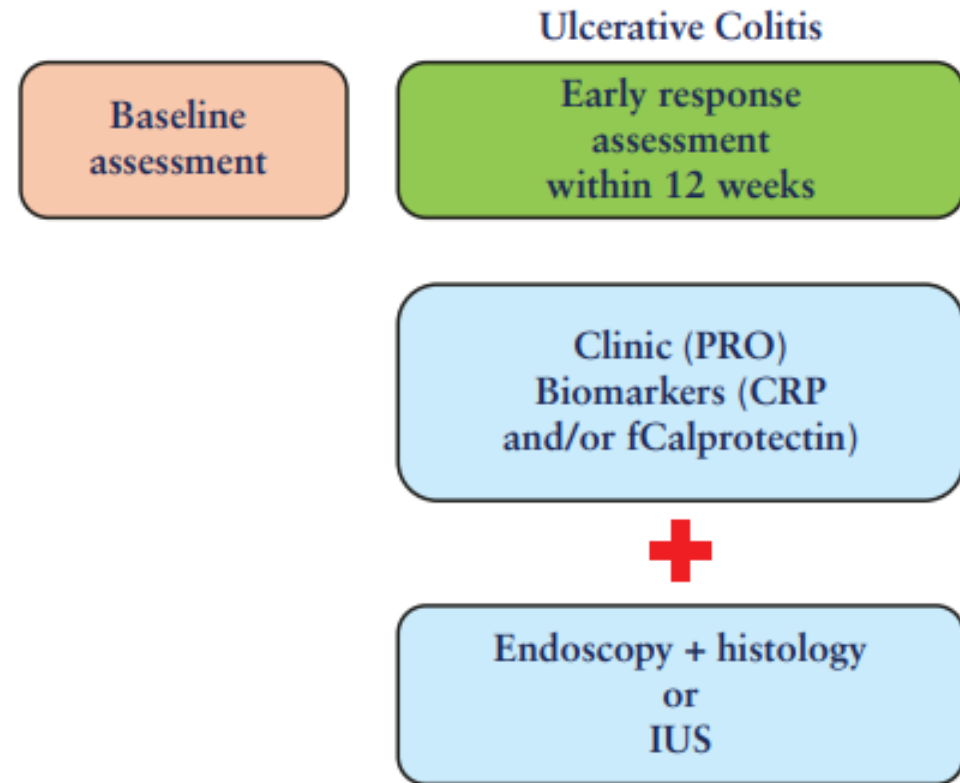 Ulcerative Colitis
Baseline
assessment
Early response
assessment
within 12 weeks
Clinic (PRO)
Biomarkers (CRP
and/or fCalprotectin)
Endoscopy + histology
or
IUS